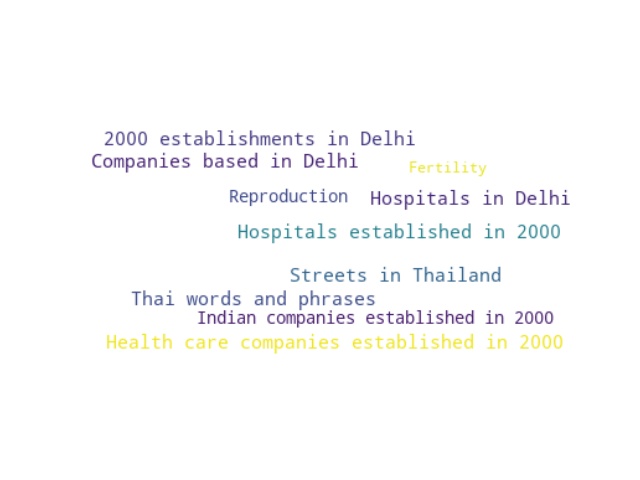 2000 establishments in Delhi
Companies based in Delhi
Fertility
Reproduction
Hospitals in Delhi
Hospitals established in 2000
Streets in Thailand
Thai words and phrases
Indian companies established in 2000
Health care companies established in 2000